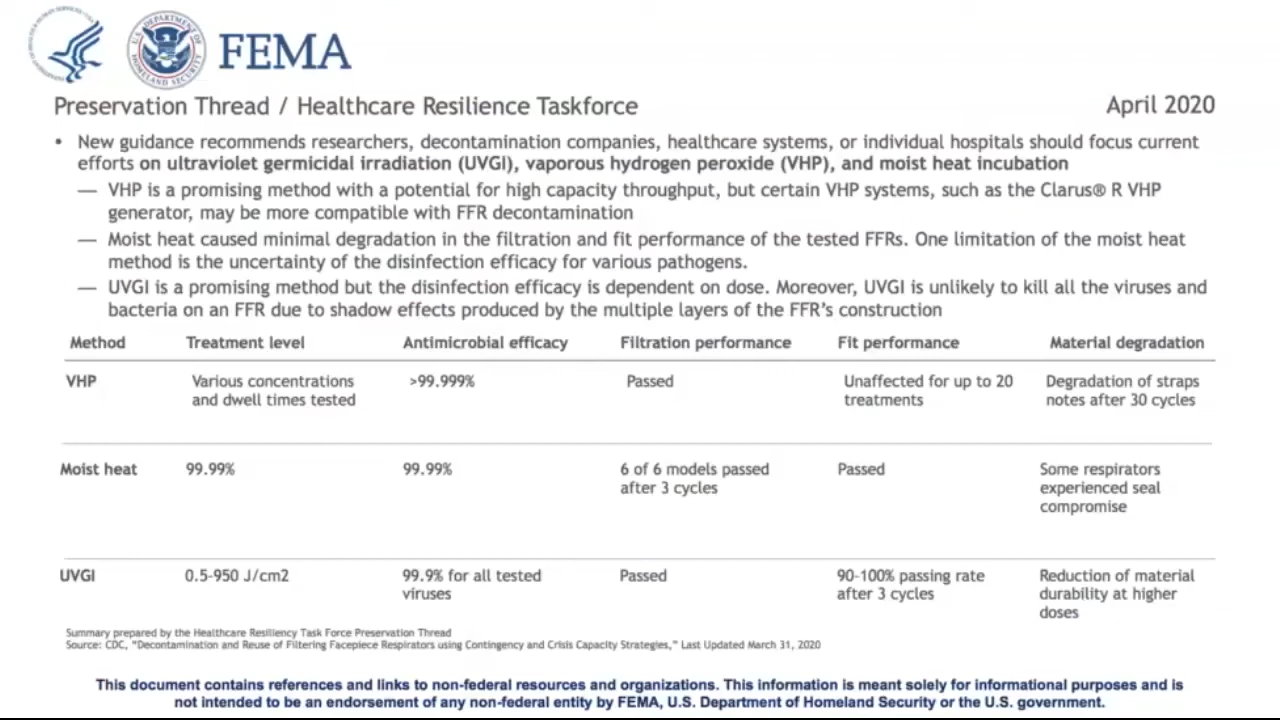 FEMA
Preservation Thread / Healthcare Resilience Taskforce
April 2020
• New guidance recommends researchers, decontamination companies, healthcare systems, or individual hospitals should focus current
efforts on ultraviolet germicidal irradiation (UVGI), vaporous hydrogen peroxide (VHP), and moist heat incubation
— VHP is a promising method with a potential for high capacity throughput, but certain VHP systems, such as the Clarus® R VHP
generator, may be more compatible with FFR decontamination
— Moist heat caused minimal degradation in the filtration and fit performance of the tested FFRs. One limitation of the moist heat
method is the uncertainty of the disinfection efficacy for various pathogens.
— UVGI is a promising method but the disinfection efficacy is dependent on dose. Moreover, UVGI is unlikely to kill all the viruses and
bacteria on an FFR due to shadow effects produced by the multiple layers of the FFR's construction
Method Treatment level Antimicrobial efficacy Filtration performance Fit performance Material degradation
VHP Various concentrations >99.999% Passed Unaffected for up to 20 Degradation of straps
and dwell times tested treatments notes after 30 cycles
Moist heat 99.99% 99.99% 6 of 6 models passed Passed Some respirators
after 3 cycles experienced seal
compromise
UVGI 0.5-950 J/cm2 99.9% for all tested Passed 90-100% passing rate Reduction of material
viruses after 3 cycles durability at higher
doses
Summary prepared by the Healthcare Resiliency Task Force Preservation Thread
Source: CDC, "Decontamination and Reuse of Filtering Facepiece Respirators using Contingency and Crisis Capacity Strategies," Last Updated March 31, 2020
This document contains references and links to non-federal resources and organizations. This information is meant solely for informational purposes and is
not intended to be an endorsement of any non-federal entity by FEMA, U.S. Department of Homeland Security or the U.S. government.